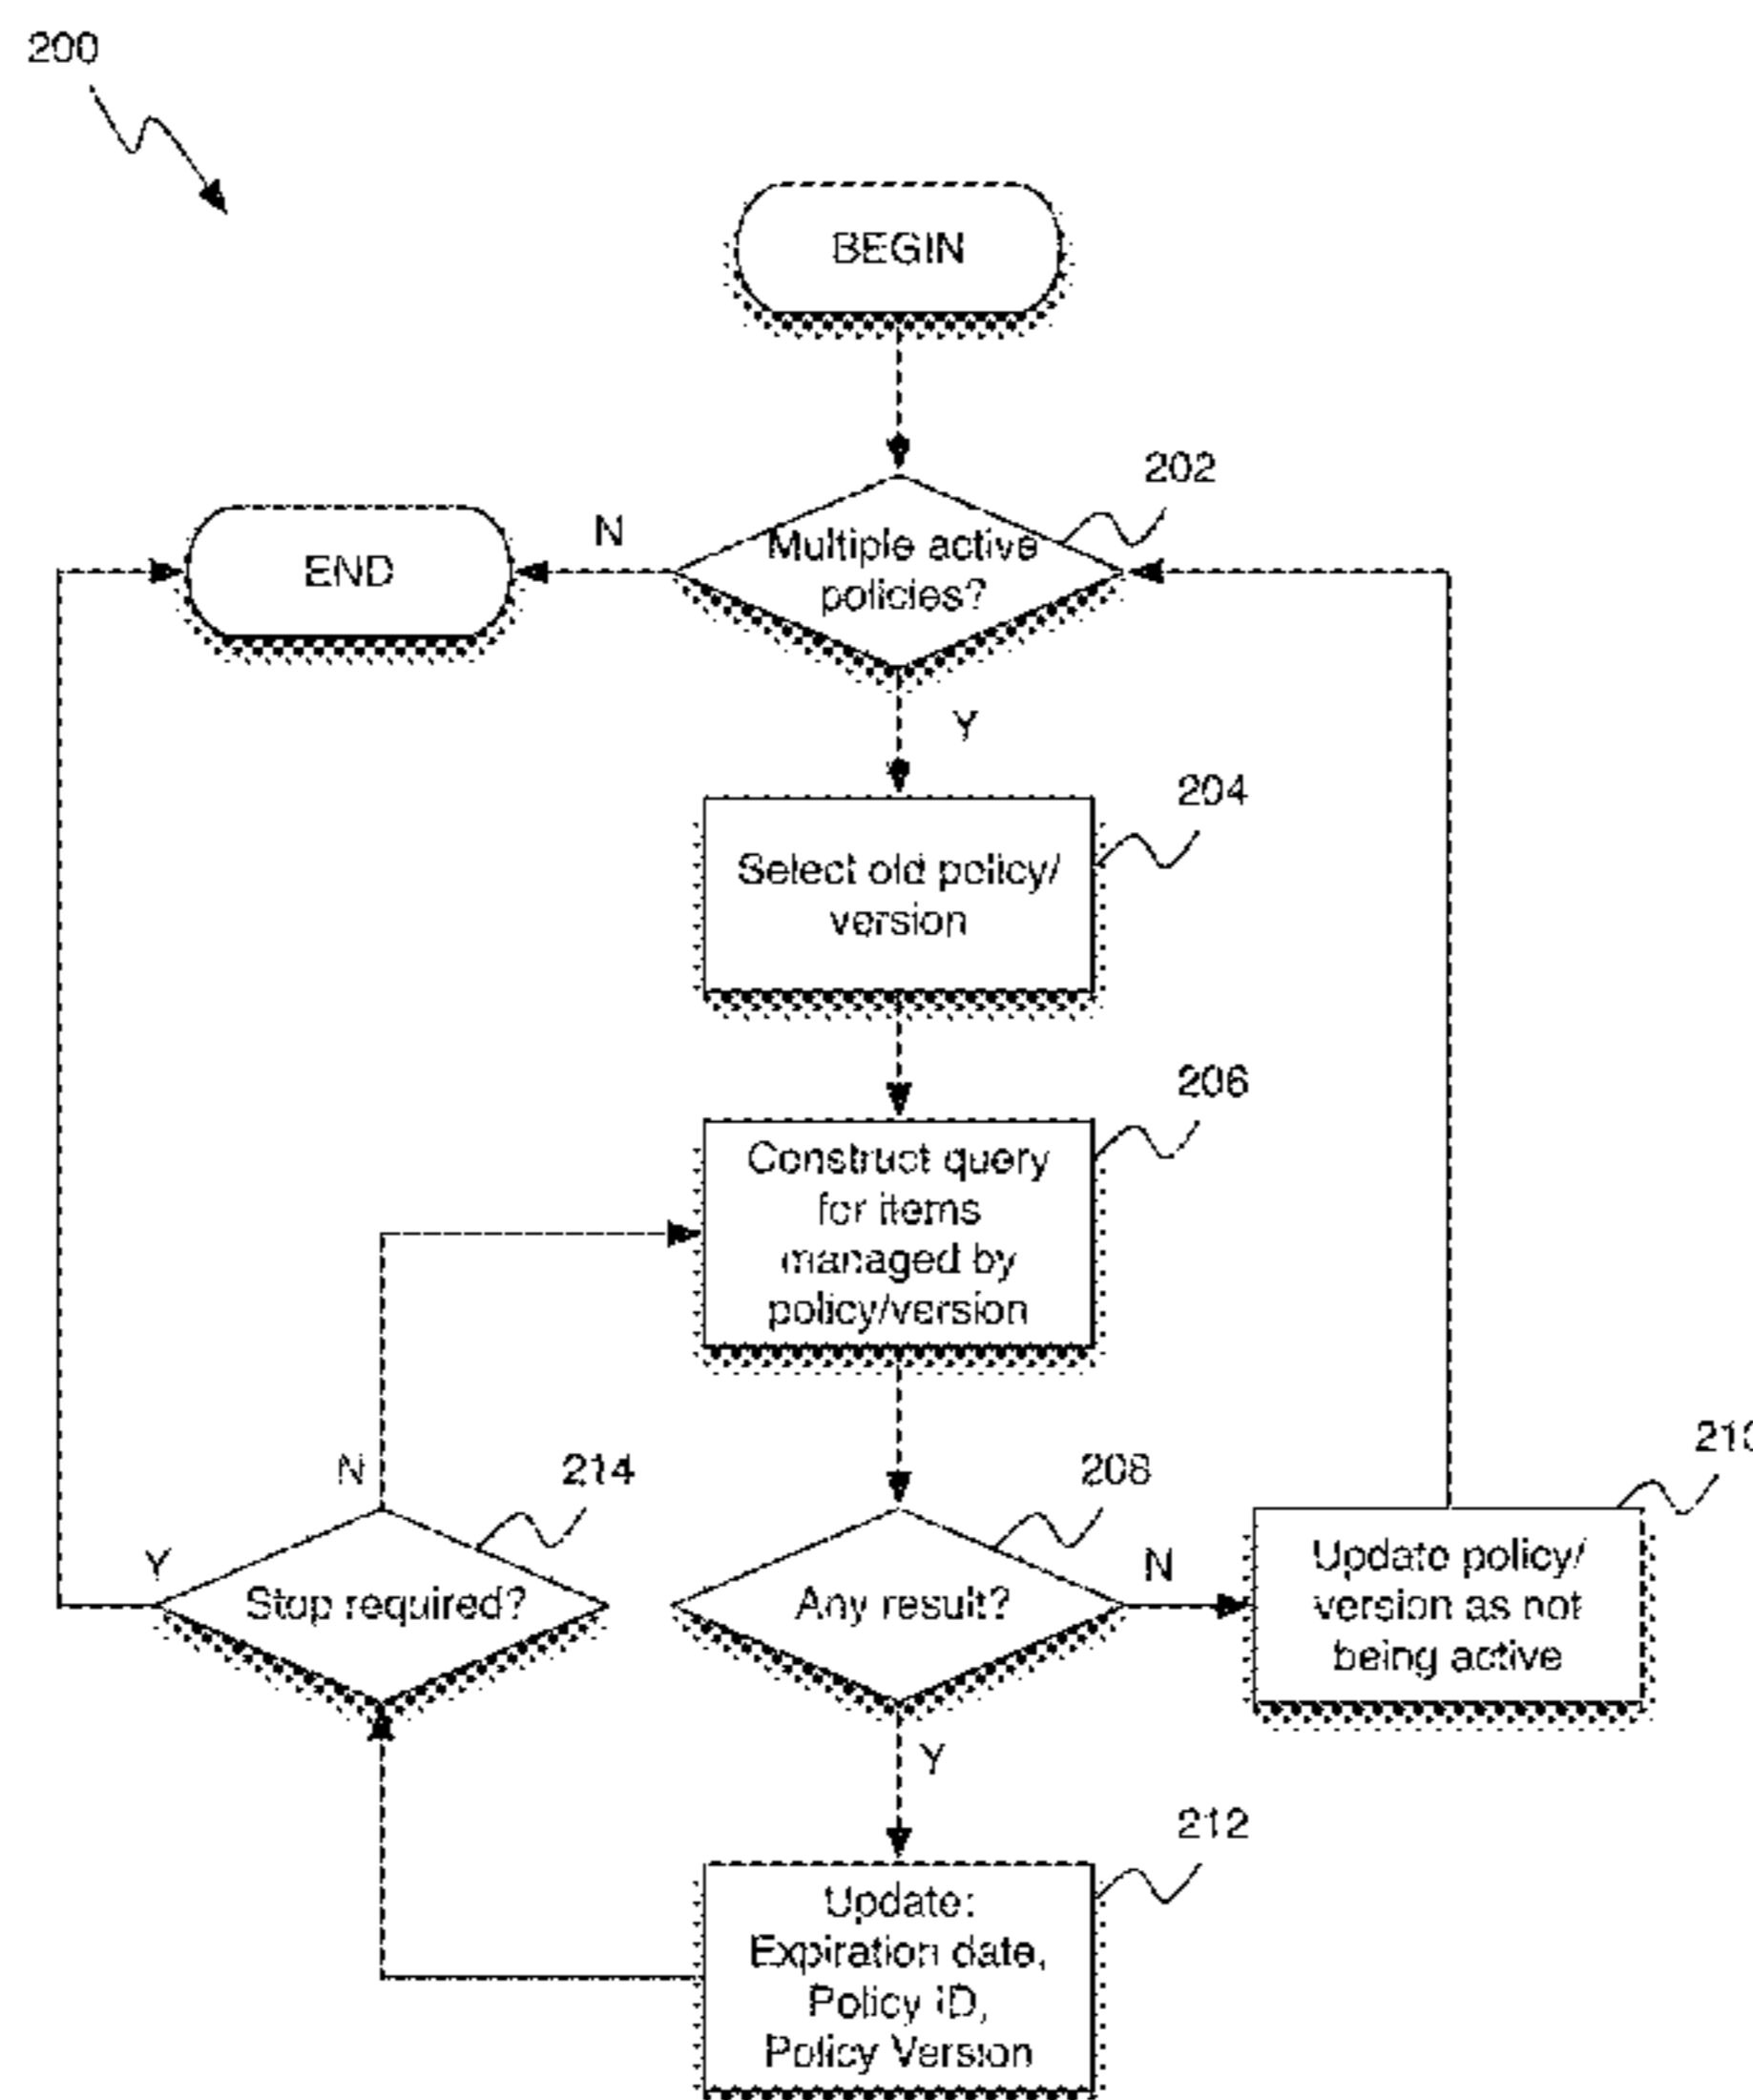 200
BEGIN
202
END
N
Multiple active
policies?
Y
204
Select old policy/
version
206
Construct query
for items
managed by
policy/version
N
214
208
210
Y
Stop required?
Any result?
N
Update policy/
version as not
being active
Y
212
Update:
Expiration date,
Policy ID,
Policy Version